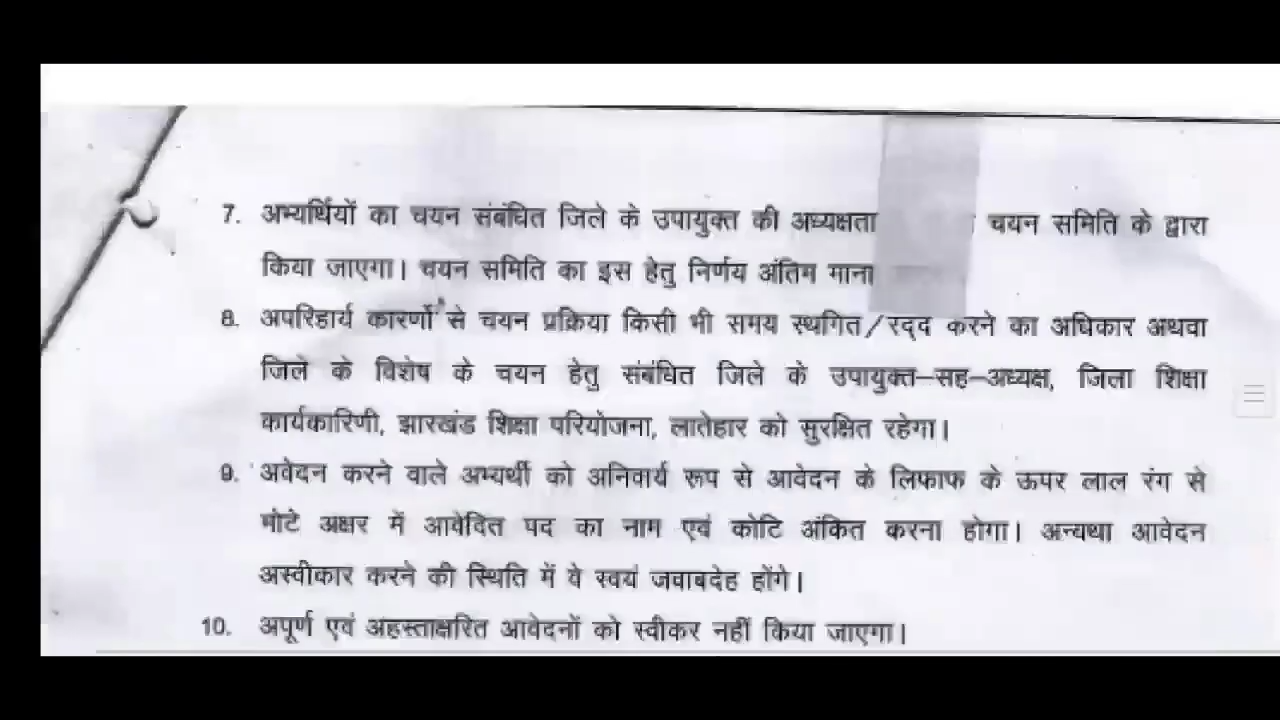 7. अभ्यर्थियों का चयन संबंधित जिले के उपायुक्त की अध्यक्षता चयन समिति के द्वारा
किया जाएगा। चयन समिति का इस हेतु निर्णय अंतिम माना
8. अपरिहार्य कारणों से चयन प्रक्रिया किसी भी समय स्थगित/रद्द करने का अधिकार अथवा
जिले के विशेष के चयन हेतु संबंधित जिले के उपायुक्त–सह–अध्यक्ष, जिला शिक्षा
कार्यकारिणी, झारखंड शिक्षा परियोजना, लातेहार को सुरक्षित रहेगा।
9. अवेदन करने वाले अभ्यर्थी को अनिवार्य रूप से आवेदन के लिफाफ के ऊपर लाल रंग से
मोटे अक्षर में आवेदित पद का नाम एवं कोटि अंकित करना होगा। अन्यथा आवेदन
अस्वीकार करने की स्थिति में वे स्वयं जवाबदेह होंगे।
10. अपूर्ण एवं अहस्ताक्षरित आवेदनों को स्वीकर नहीं किया जाएगा।